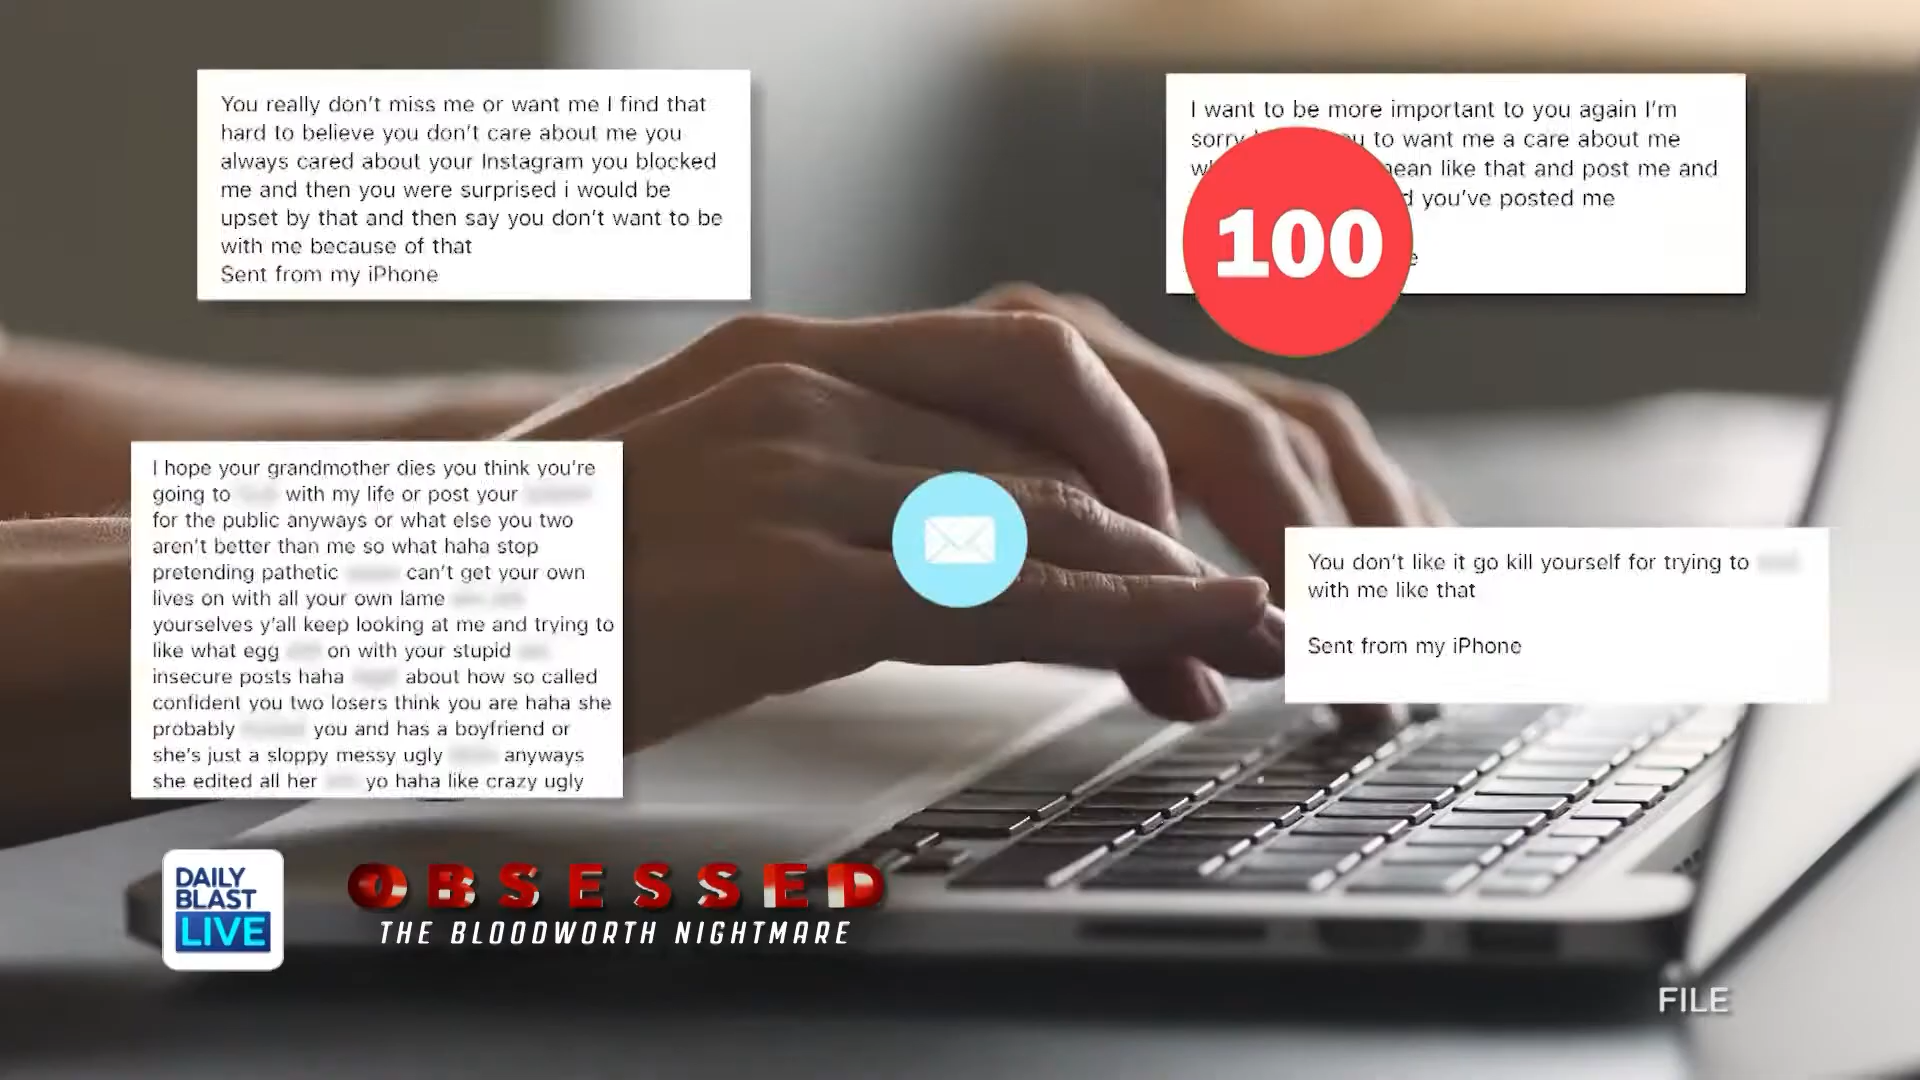 You really don't miss me or want me I find that
hard to believe you don't care about me you
always cared about your Instagram you blocked
me and then you were surprised i would be
upset by that and then say you don't want to be
with me because of that
Sent from my iPhone
I want to be more important to you again I'm
sorry to want me a care about me
like that and post me and
you've posted me
100
I hope your grandmother dies you think you're
going to with my life or post your
for the public anyways or what else you two
aren't better than me so what haha stop
pretending pathetic can't get your own
lives on with all your own lame
yourselves y'all keep looking at me and trying to
like what egg on with your stupid
insecure posts haha about how so called
confident you two losers think you are haha she
probably you and has a boyfriend or
she's just a sloppy messy ugly anyways
she edited all her yo haha like crazy ugly
You don't like it go kill yourself for trying to
with me like that
Sent from my iPhone
DAILY
BLAST
LIVE
OBSESSED
THE BLOODWORTH NIGHTMARE
FILE